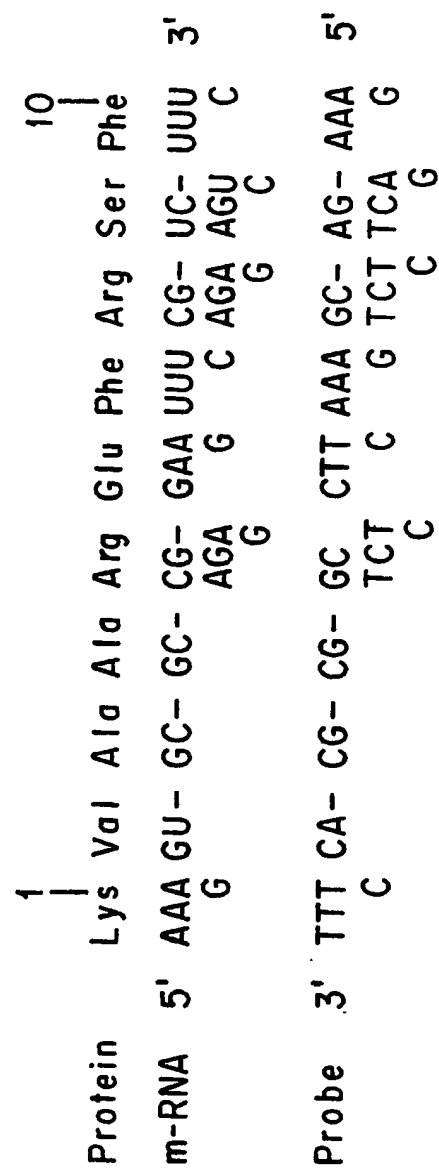 1 10
Protein Lys Val Ala Ala Arg Glu Phe Arg Ser Phe
m-RNA 5' AAA GU- GC- GC- CG- GAA UUU CG- UC- UUU 3'
G AGA G C AGA AGU C
G G C
Probe 3' TTT CA- CG- CG- GC CTT AAA GC- AG- AAA 5'
C TCT C G TCT TCA G
C C G